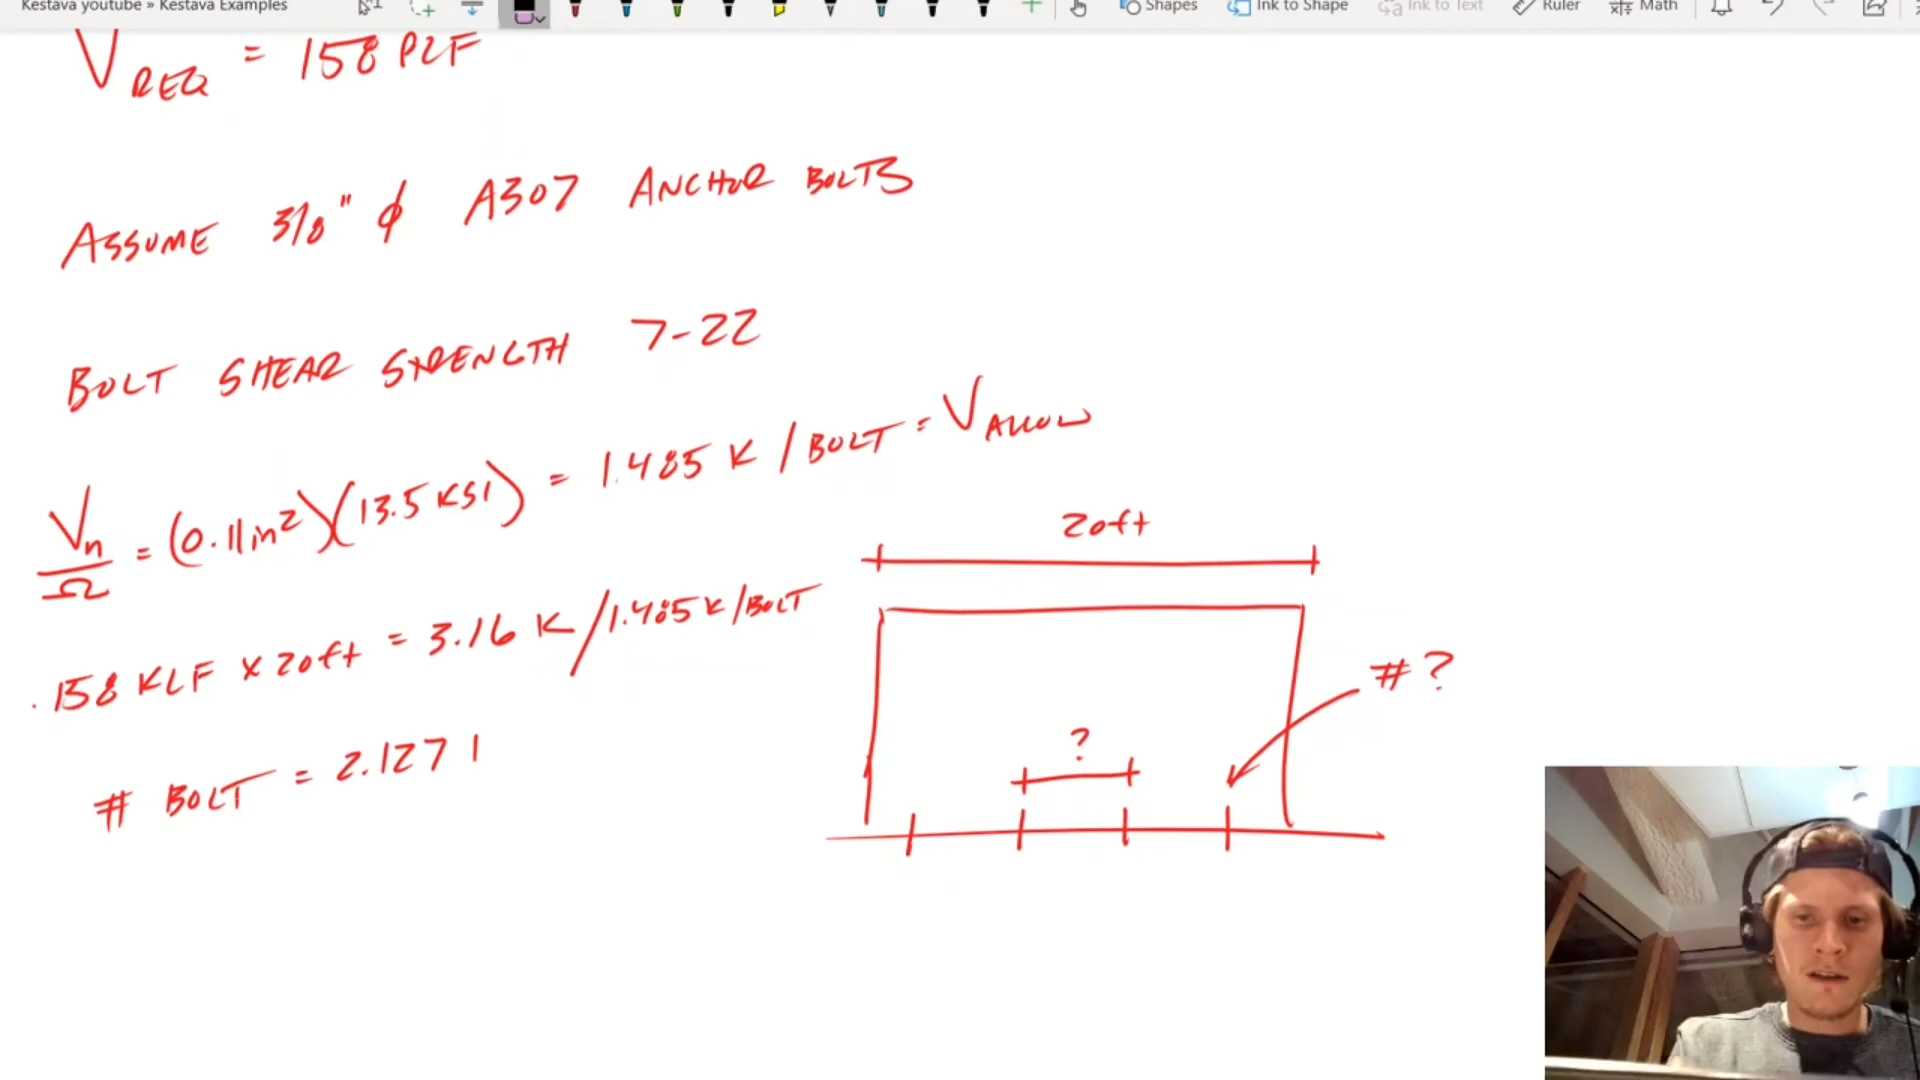 Kestava youtube » Kestava Examples
Shapes
Ink to Shape
Ink to Text
Ruler
Math
VREQ = 158 PLF
ASSUME 3/8" ϕ A307 ANCHOR BOLTS
BOLT SHEAR STRENGTH 7-22
Vn/Ω = (0.11in²)(13.5 KSI) = 1.485 K / BOLT = VALLOW
20ft
.158 KLF x 20ft = 3.16 K / 1.485 K / BOLT
# ?
?
# BOLT = 2.127 |